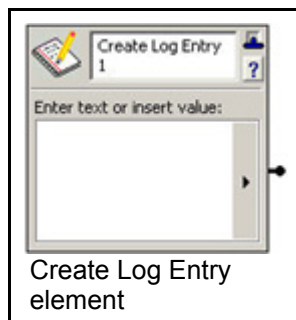 Create Log Entry
1
?
Enter text or insert value:
Create Log Entry
element